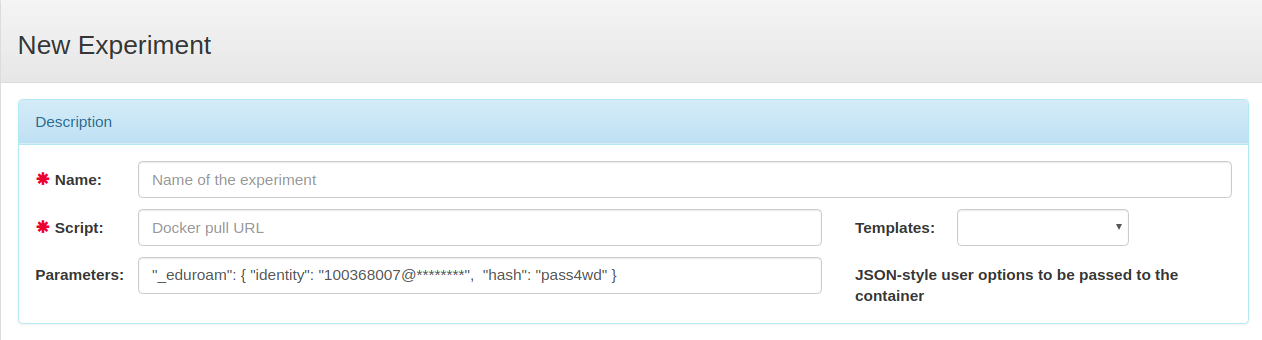 New Experiment
Description
✱ Name: Name of the experiment
✱ Script: Docker pull URL Templates:
Parameters: "_eduroam": { "identity": "100368007@********",  "hash": "pass4wd" } JSON-style user options to be passed to the
container